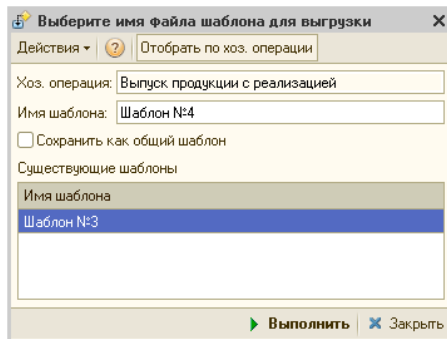 Выберите имя файла шаблона для выгрузки
Действия Отобрать по хоз. операции
Хоз. операция: Выпуск продукции с реализацией
Имя шаблона: Шаблон №4
Сохранить как общий шаблон
Существующие шаблоны
Имя шаблона
Шаблон №3
Выполнить Закрыть